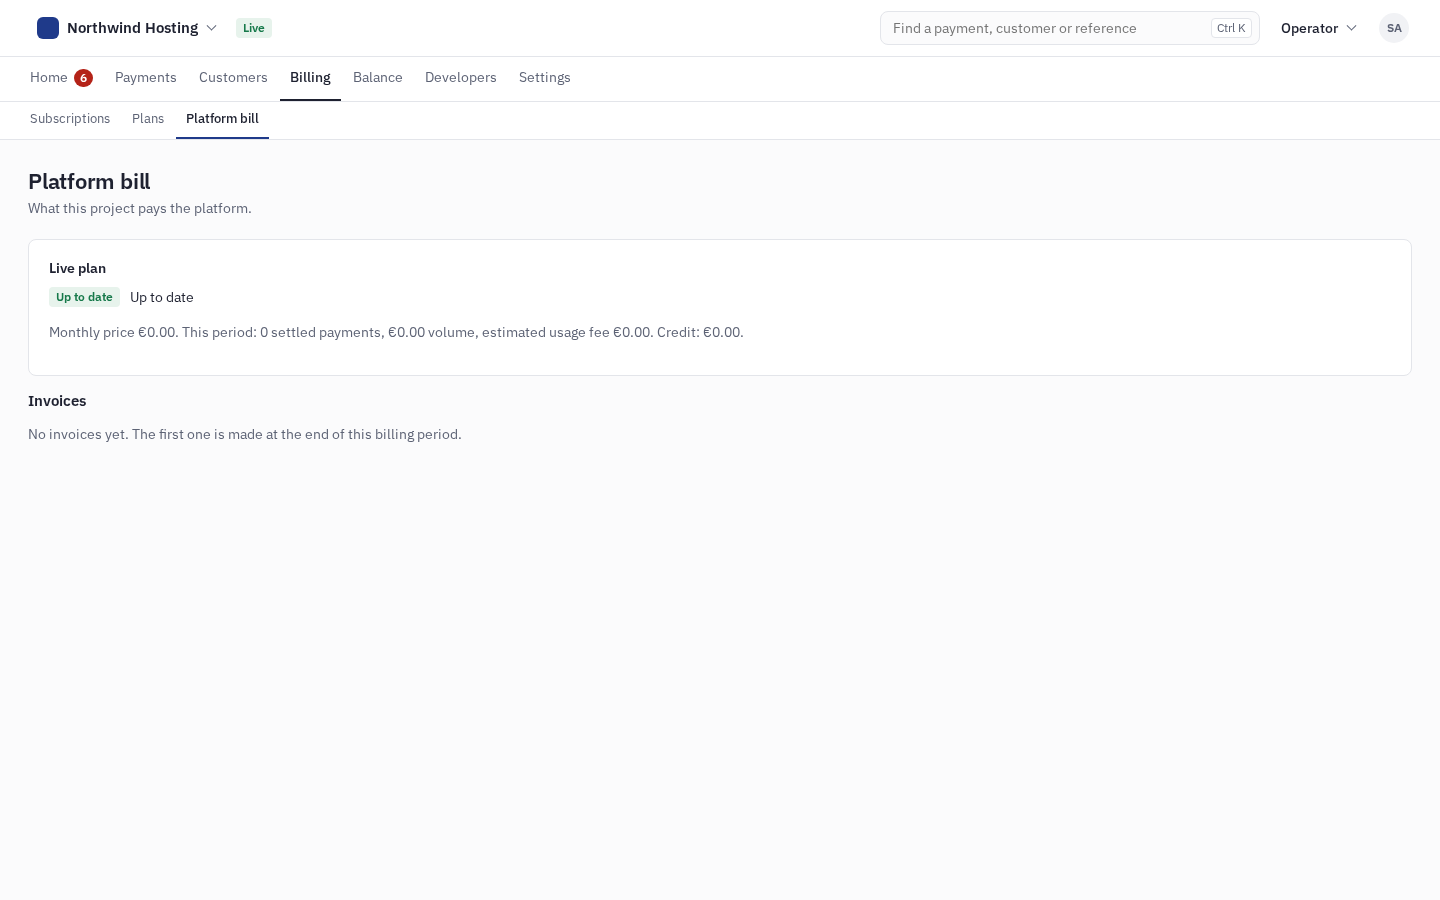 Northwind Hosting Live Find a payment, customer or reference Ctrl K Operator SA
Home 6 Payments Customers Billing Balance Developers Settings
Subscriptions Plans Platform bill
Platform bill
What this project pays the platform.
Live plan
Up to date Up to date
Monthly price €0.00. This period: 0 settled payments, €0.00 volume, estimated usage fee €0.00. Credit: €0.00.
Invoices
No invoices yet. The first one is made at the end of this billing period.